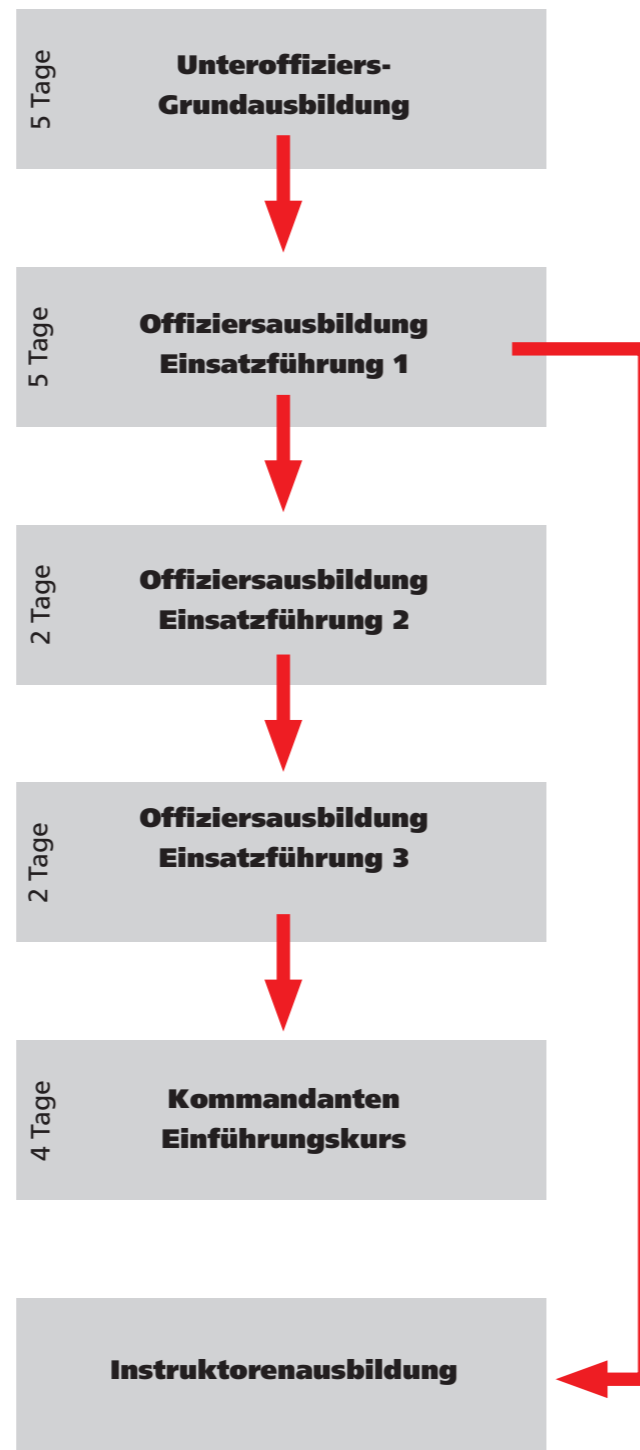 5 Tage
Unteroffiziers-
Grundausbildung
5 Tage
Offiziersausbildung
Einsatzführung 1
2 Tage
Offiziersausbildung
Einsatzführung 2
2 Tage
Offiziersausbildung
Einsatzführung 3
4 Tage
Kommandanten
Einführungskurs
Instruktorenausbildung